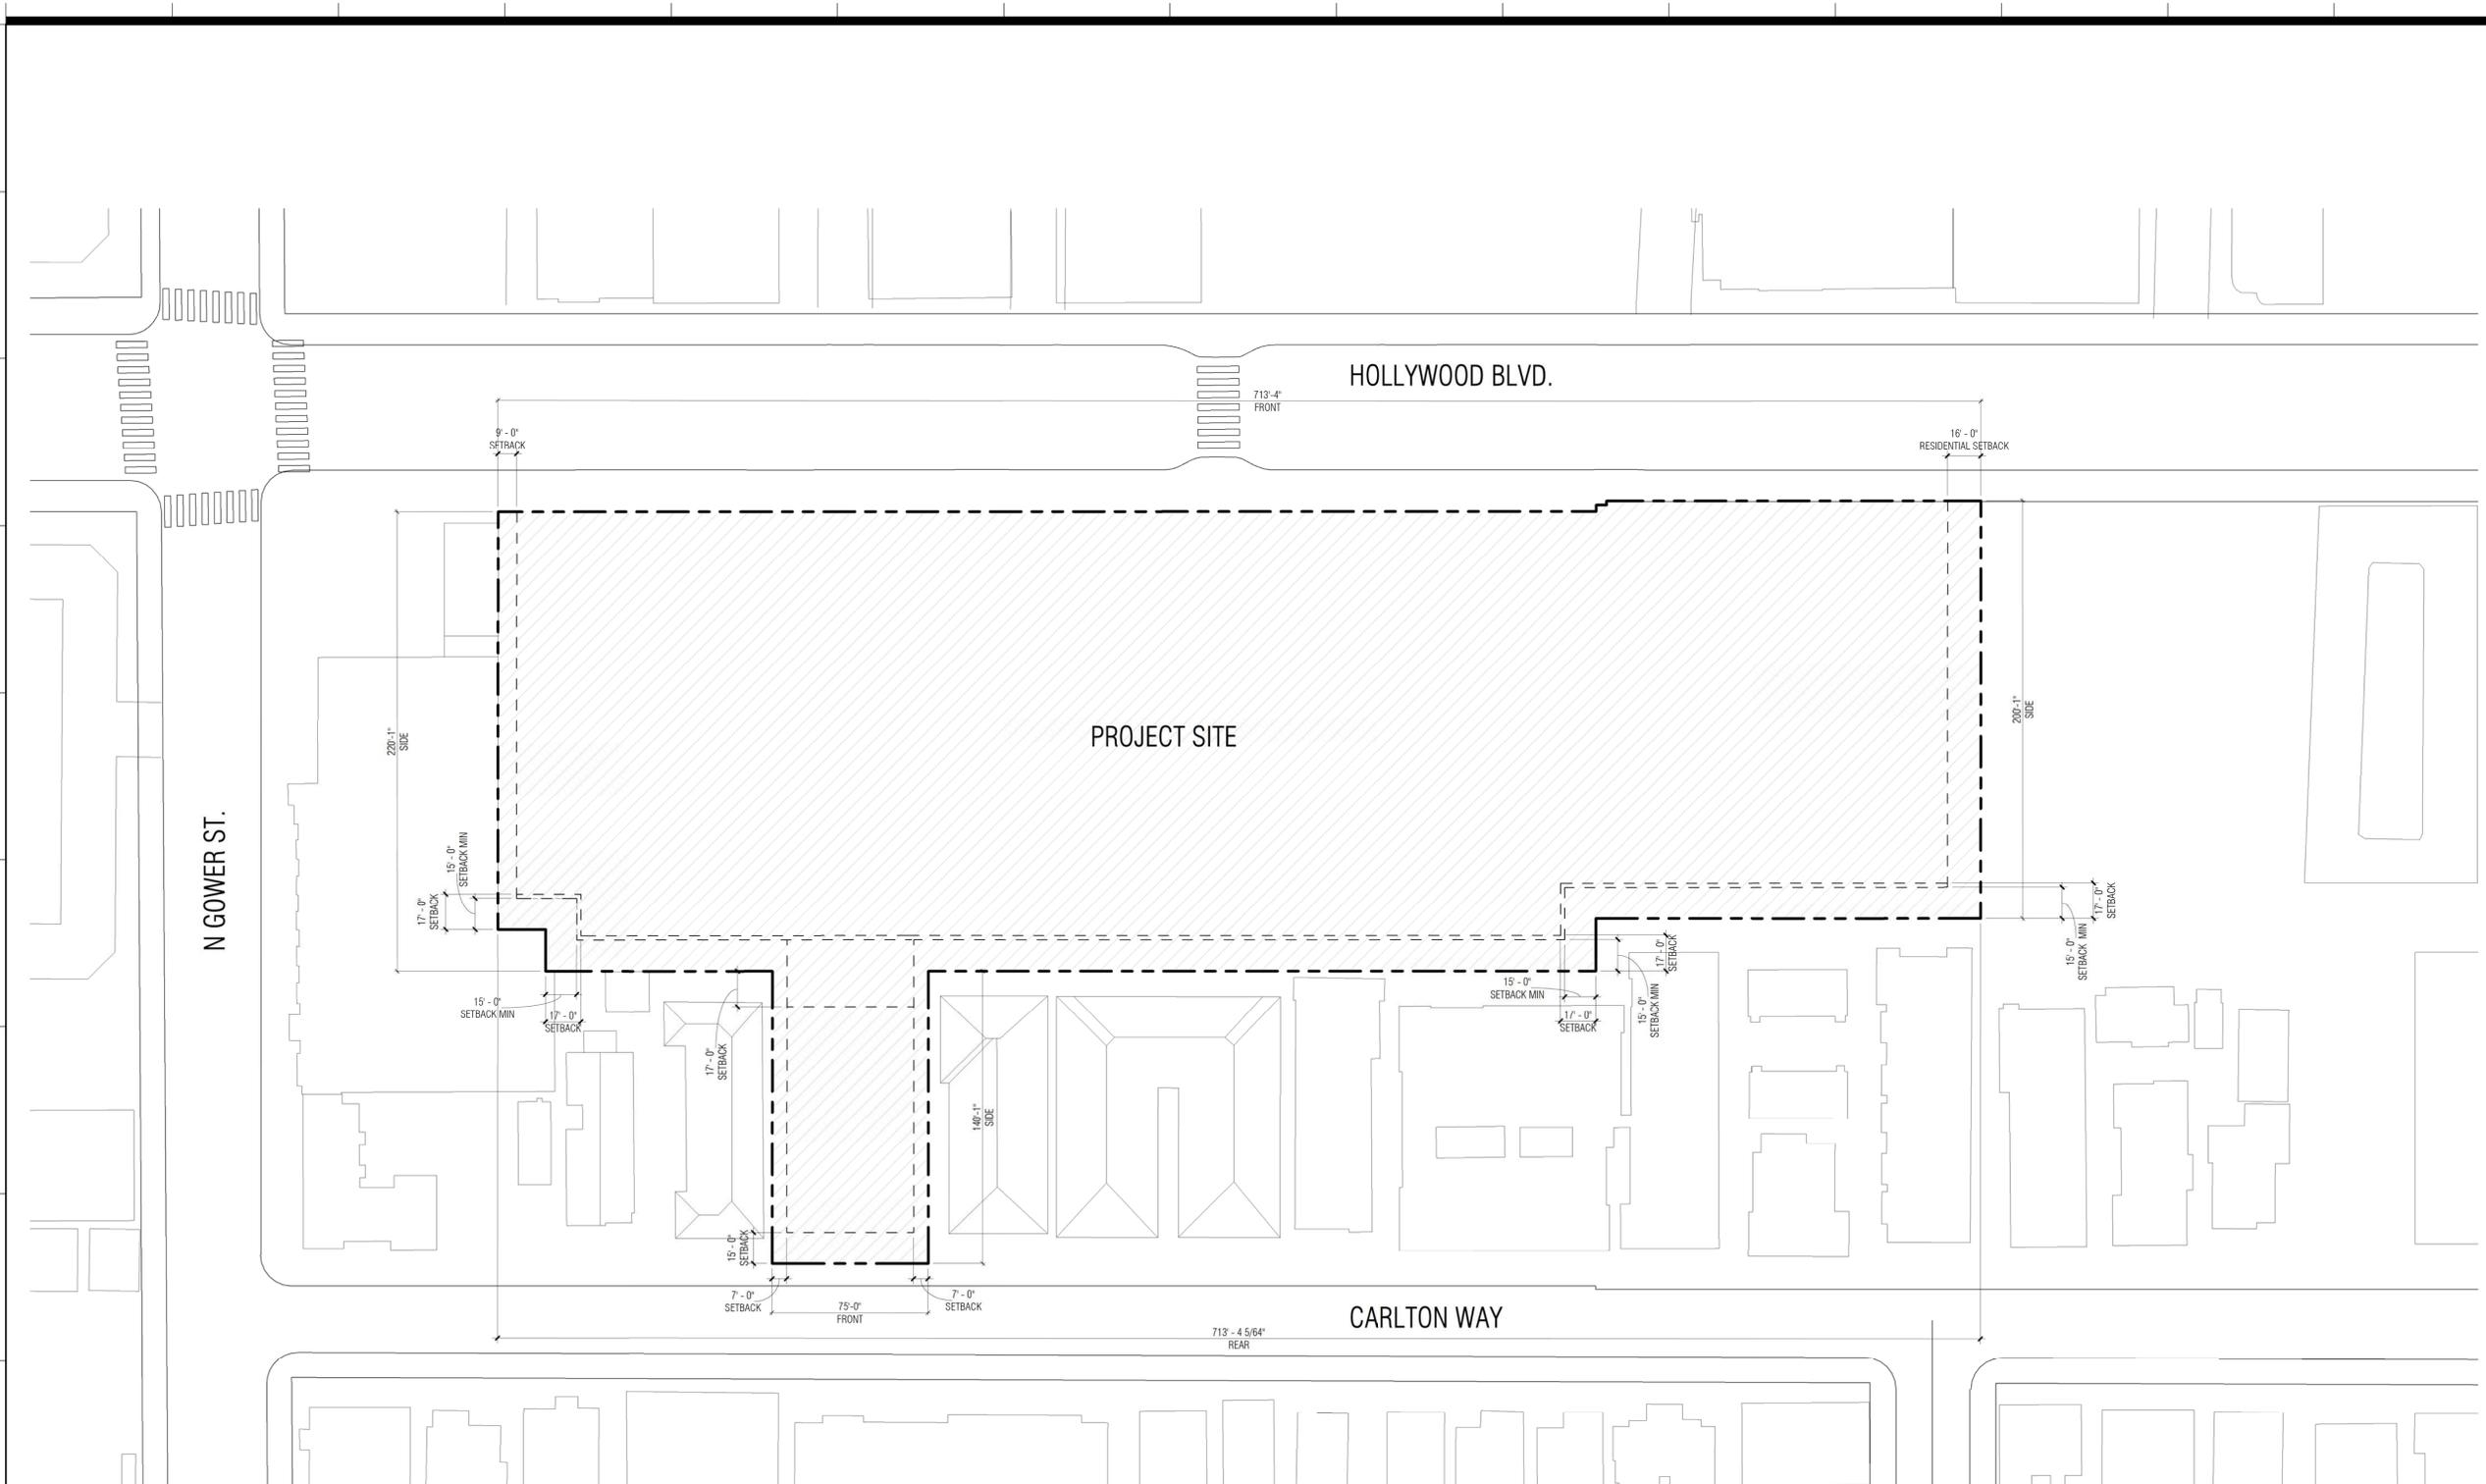 HOLLYWOOD BLVD.
713'-4"
FRONT
9' - 0"
SETBACK
16' - 0"
RESIDENTIAL SETBACK
220'-1"
SIDE
PROJECT SITE
200'-1"
SIDE
N GOWER ST.
15' - 0"
SETBACK MIN
17' - 0"
SETBACK
17' - 0"
SETBACK
15' - 0"
SETBACK MIN
17' - 0"
SETBACK
15' - 0"
SETBACK MIN
15' - 0"
SETBACK MIN
17' - 0"
SETBACK
15' - 0"
SETBACK MIN
17' - 0"
SETBACK
17' - 0"
SETBACK
140'-1"
SIDE
15' - 0"
SETBACK
7' - 0"
SETBACK
75'-0"
FRONT
7' - 0"
SETBACK
CARLTON WAY
713' - 4 5/64"
REAR